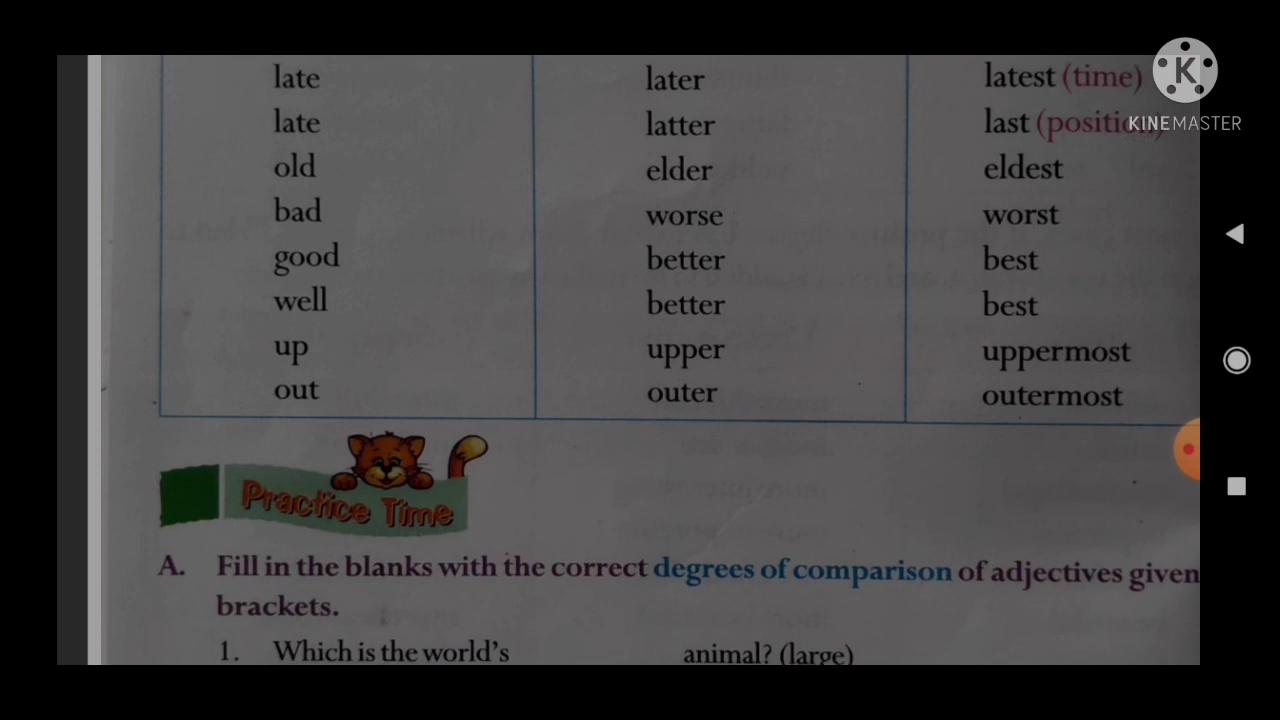 late later latest (time)
late latter last (position)
old elder eldest
bad worse worst
good better best
well better best
up upper uppermost
out outer outermost
K
KINEMASTER
Practice Time
A. Fill in the blanks with the correct degrees of comparison of adjectives given
brackets.
1. Which is the world's animal? (large)